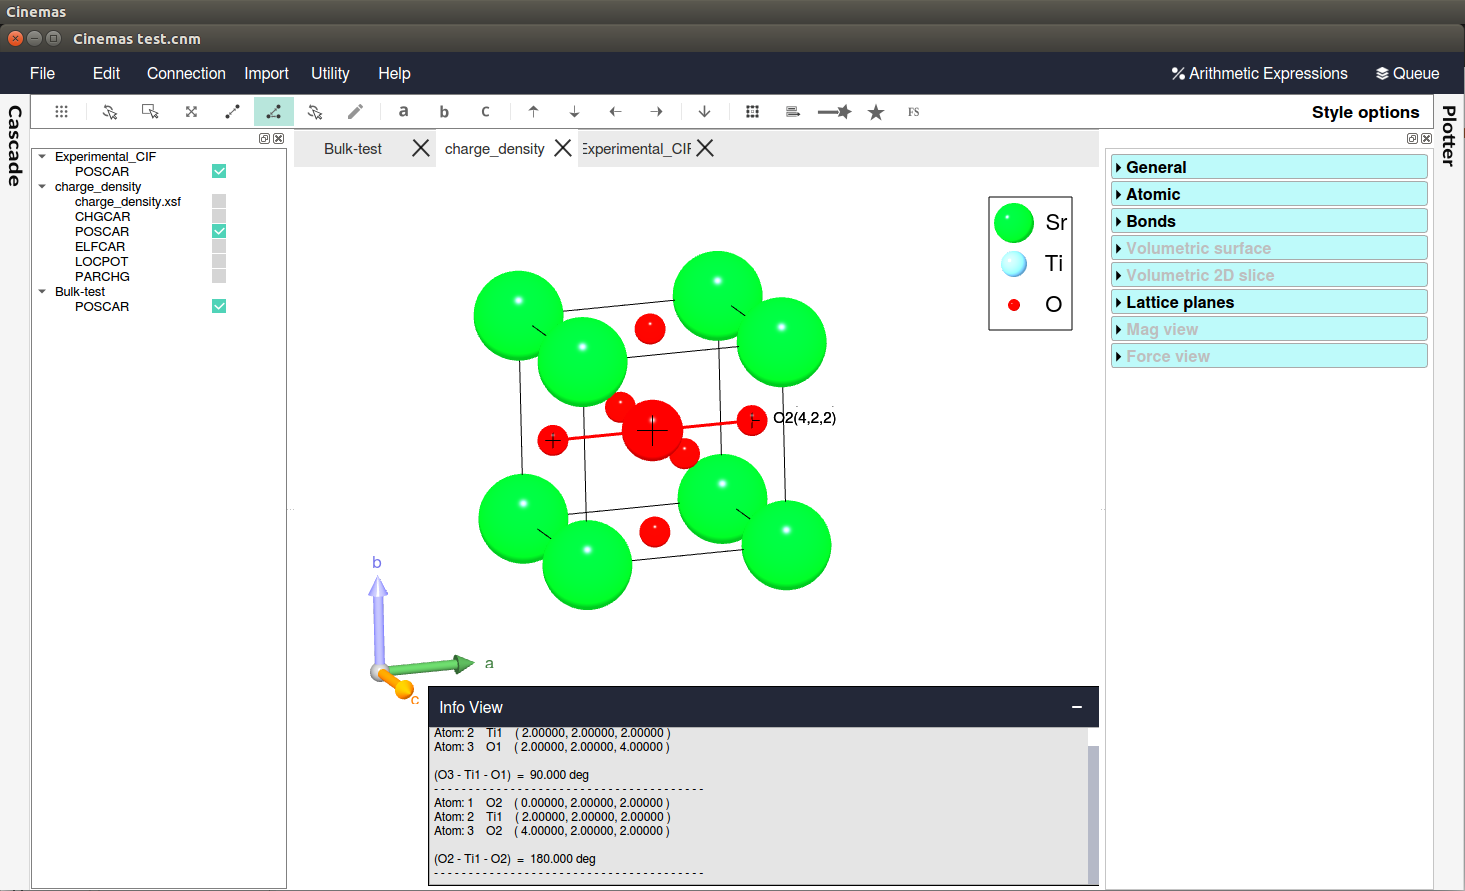 Cinemas
Cinemas test.cnm
File Edit Connection Import Utility Help
Arithmetic Expressions Queue
a b c FS
Style options
Cascade
Plotter
Experimental_CIF
POSCAR
charge_density
charge_density.xsf
CHGCAR
POSCAR
ELFCAR
LOCPOT
PARCHG
Bulk-test
POSCAR
Bulk-test charge_density Experimental_CIF
Sr
Ti
O
O2(4,2,2)
b
a
c
General
Atomic
Bonds
Volumetric surface
Volumetric 2D slice
Lattice planes
Mag view
Force view
Info View
Atom: 2 Ti1 ( 2.00000, 2.00000, 2.00000 )
Atom: 3 O1 ( 2.00000, 2.00000, 4.00000 )
(O3 - Ti1 - O1) = 90.000 deg
- - - - - - - - - - - - - - - - - - - - - - - - - - - - - - - - - - - - - - -
Atom: 1 O2 ( 0.00000, 2.00000, 2.00000 )
Atom: 2 Ti1 ( 2.00000, 2.00000, 2.00000 )
Atom: 3 O2 ( 4.00000, 2.00000, 2.00000 )
(O2 - Ti1 - O2) = 180.000 deg
- - - - - - - - - - - - - - - - - - - - - - - - - - - - - - - - - - - - - - -